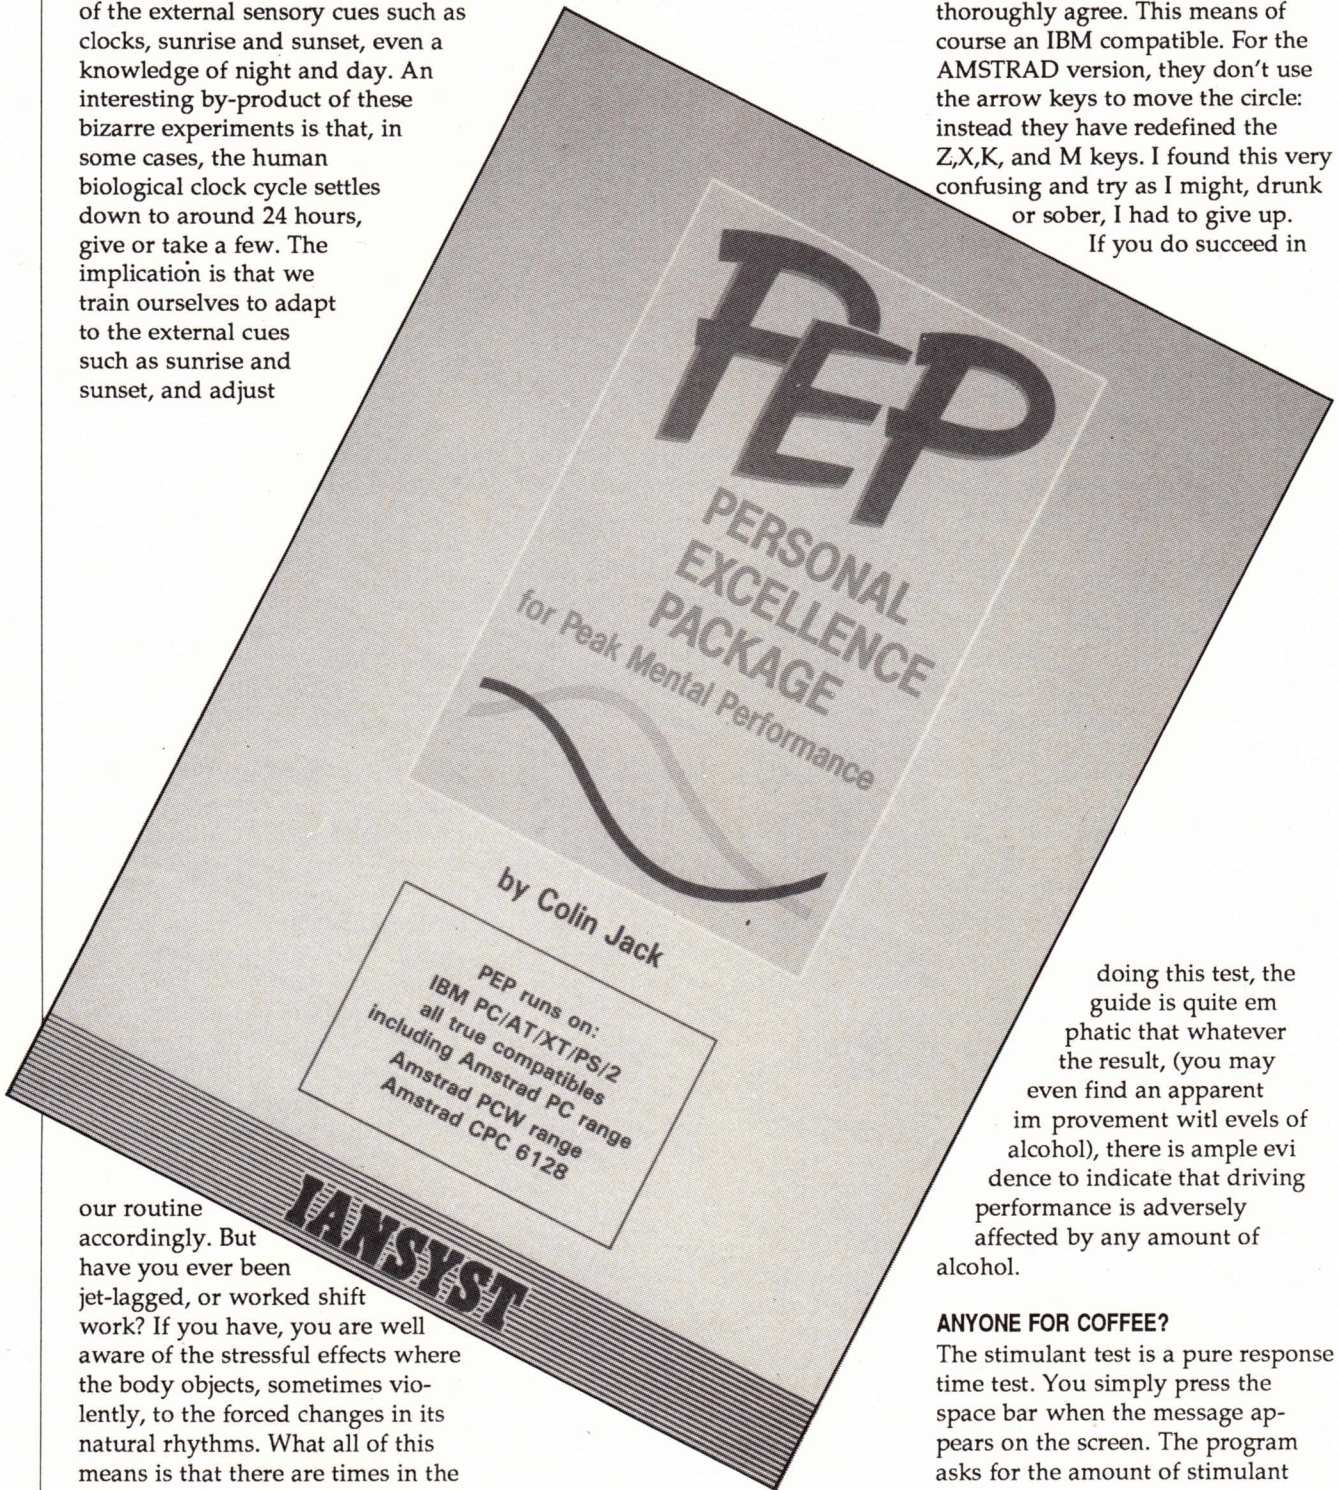 of the external sensory cues such as
clocks, sunrise and sunset, even a
knowledge of night and day. An
interesting by-product of these
bizarre experiments is that, in
some cases, the human
biological clock cycle settles
down to around 24 hours,
give or take a few. The
implication is that we
train ourselves to adapt
to the external cues
such as sunrise and
sunset, and adjust
our routine
accordingly. But
have you ever been
jet-lagged, or worked shift
work? If you have, you are well
aware of the stressful effects where
the body objects, sometimes vio-
lently, to the forced changes in its
natural rhythms. What all of this
means is that there are times in the
PEP
PERSONAL
EXCELLENCE
PACKAGE
for Peak Mental Performance
by Colin Jack
PEP runs on:
IBM PC/AT/XT/PS/2
all true compatibles
including Amstrad PC range
Amstrad PCW range
Amstrad CPC 6128
IANSYST
thoroughly agree. This means of
course an IBM compatible. For the
AMSTRAD version, they don't use
the arrow keys to move the circle:
instead they have redefined the
Z,X,K, and M keys. I found this very
confusing and try as I might, drunk
or sober, I had to give up.
If you do succeed in
doing this test, the
guide is quite em
phatic that whatever
the result, (you may
even find an apparent
im provement witl evels of
alcohol), there is ample evi
dence to indicate that driving
performance is adversely
affected by any amount of
alcohol.
ANYONE FOR COFFEE?
The stimulant test is a pure response
time test. You simply press the
space bar when the message ap-
pears on the screen. The program
asks for the amount of stimulant